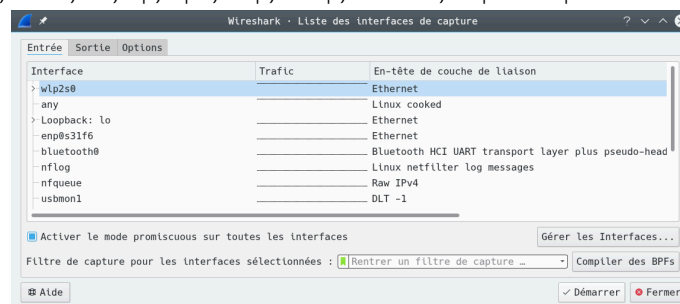 Wireshark · Liste des interfaces de capture
Entrée Sortie Options
Interface Trafic En-tête de couche de liaison
wlp2s0 Ethernet
any Linux cooked
Loopback: lo Ethernet
enp0s31f6 Ethernet
bluetooth0 Bluetooth HCI UART transport layer plus pseudo-head
nflog Linux netfilter log messages
nfqueue Raw IPv4
usbmon1 DLT -1
Activer le mode promiscuous sur toutes les interfaces Gérer les Interfaces...
Filtre de capture pour les interfaces sélectionnées : Rentrer un filtre de capture … Compiler des BPFs
Aide Démarrer Fermer